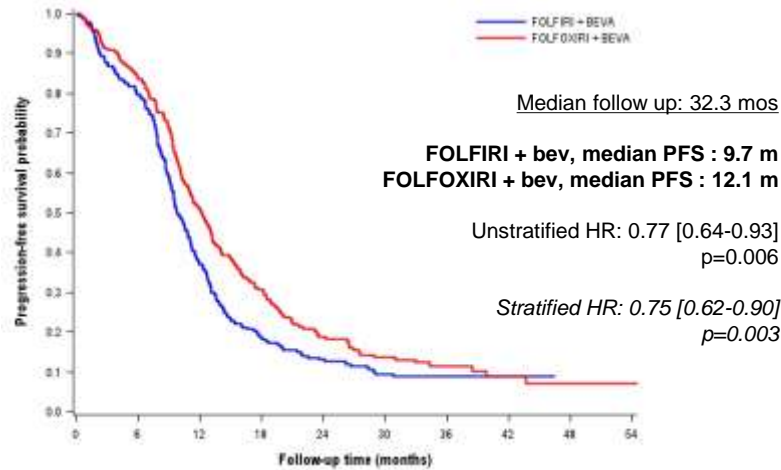 FOLFIRI + BEVA
FOLFOXIRI + BEVA
Median follow up: 32.3 mos
FOLFIRI + bev, median PFS : 9.7 m
FOLFOXIRI + bev, median PFS : 12.1 m
Unstratified HR: 0.77 [0.64-0.93]
p=0.006
Stratified HR: 0.75 [0.62-0.90]
p=0.003
Progression-free survival probability
1.0
0.9
0.8
0.7
0.6
0.5
0.4
0.3
0.2
0.1
0.0
0 6 12 18 24 30 36 42 48 54
Follow-up time (months)